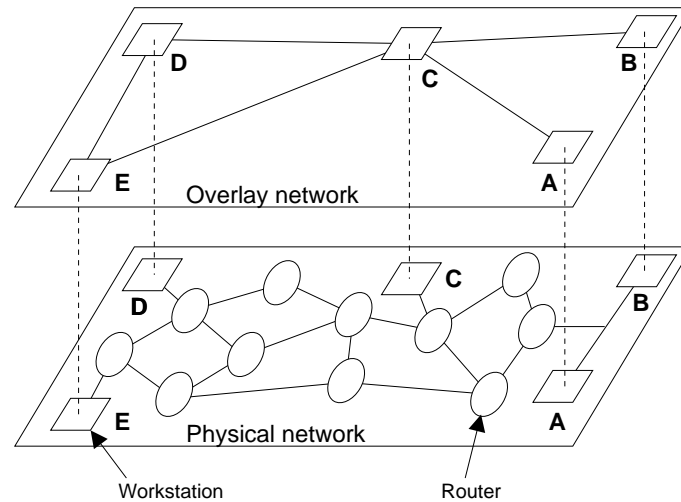 B
D
C
E
A
Overlay network
C
D
B
E
A
Physical network
Workstation
Router